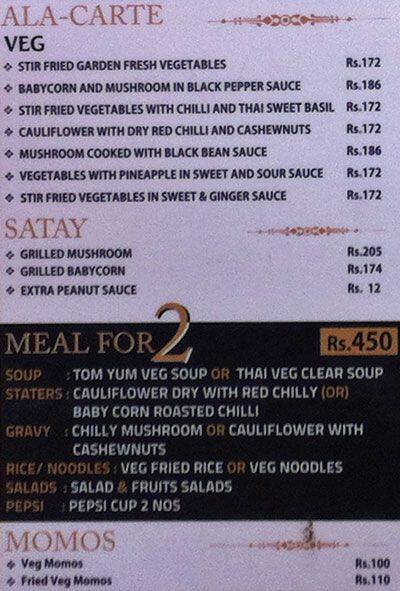 ALA-CARTE
VEG
❖ STIR FRIED GARDEN FRESH VEGETABLES Rs.172
❖ BABYCORN AND MUSHROOM IN BLACK PEPPER SAUCE Rs.186
❖ STIR FRIED VEGETABLES WITH CHILLI AND THAI SWEET BASIL Rs.172
❖ CAULIFLOWER WITH DRY RED CHILLI AND CASHEWNUTS Rs.172
❖ MUSHROOM COOKED WITH BLACK BEAN SAUCE Rs.186
❖ VEGETABLES WITH PINEAPPLE IN SWEET AND SOUR SAUCE Rs.172
❖ STIR FRIED VEGETABLES IN SWEET & GINGER SAUCE Rs.172
SATAY
❖ GRILLED MUSHROOM Rs.205
❖ GRILLED BABYCORN Rs.174
❖ EXTRA PEANUT SAUCE Rs. 12
MEAL FOR 2 Rs.450
SOUP : TOM YUM VEG SOUP OR THAI VEG CLEAR SOUP
STATERS : CAULIFLOWER DRY WITH RED CHILLY (OR)
BABY CORN ROASTED CHILLI
GRAVY : CHILLY MUSHROOM OR CAULIFLOWER WITH
CASHEWNUTS
RICE/ NOODLES : VEG FRIED RICE OR VEG NOODLES
SALADS : SALAD & FRUITS SALADS
PEPSI : PEPSI CUP 2 NOS
MOMOS
❖ Veg Momos Rs.100
❖ Fried Veg Momos Rs.110